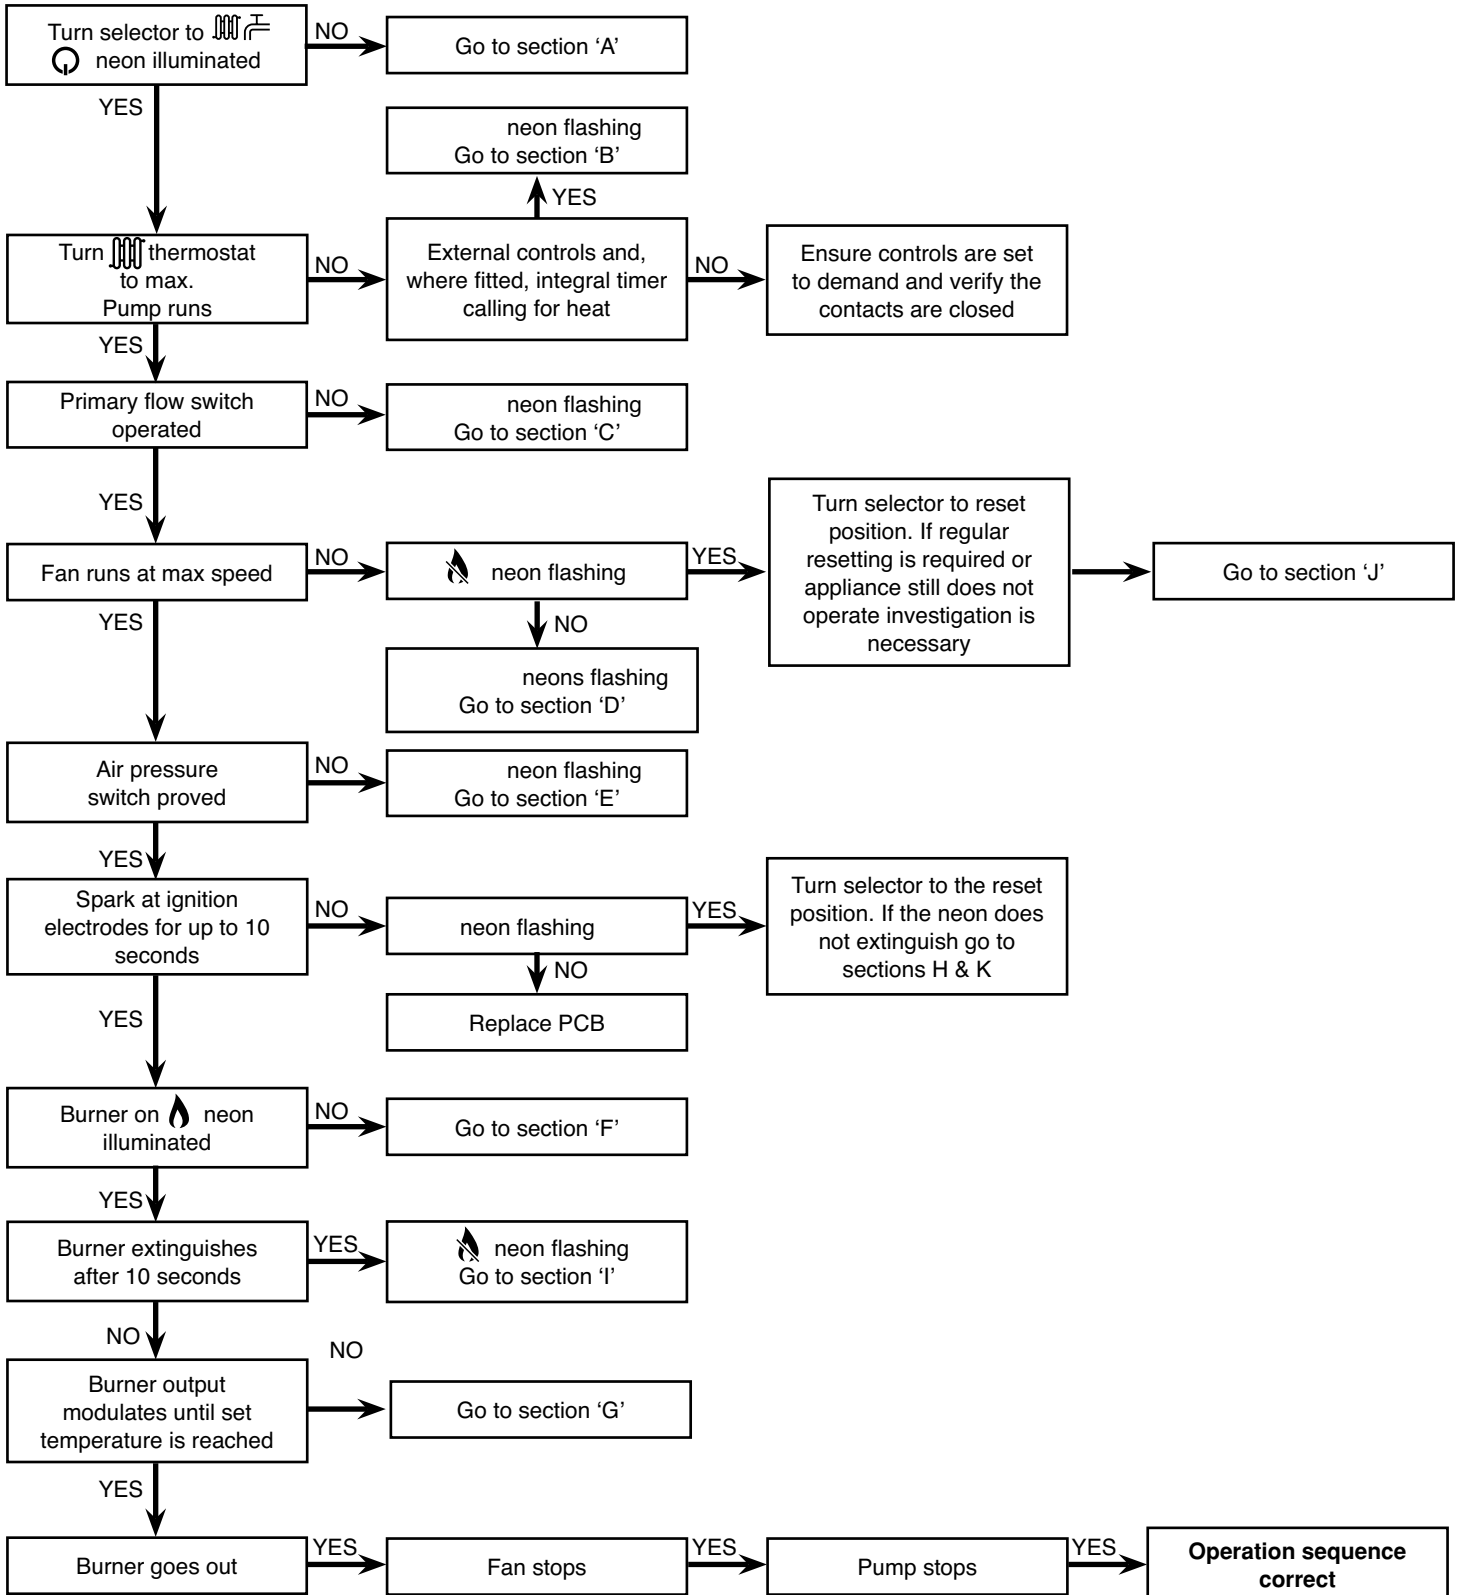 Turn selector to
neon illuminated
NO
Go to section ‘A’
YES
neon flashing
Go to section ‘B’
YES
Turn thermostat
to max.
Pump runs
NO
External controls and,
where fitted, integral timer
calling for heat
NO
Ensure controls are set
to demand and verify the
contacts are closed
YES
Primary flow switch
operated
NO
neon flashing
Go to section ‘C’
YES
Fan runs at max speed
NO
neon flashing
YES
Turn selector to reset
position. If regular
resetting is required or
appliance still does not
operate investigation is
necessary
Go to section ‘J’
NO
neons flashing
Go to section ‘D’
YES
Air pressure
switch proved
NO
neon flashing
Go to section ‘E’
YES
Spark at ignition
electrodes for up to 10
seconds
NO
neon flashing
YES
Turn selector to the reset
position. If the neon does
not extinguish go to
sections H & K
NO
Replace PCB
YES
Burner on neon
illuminated
NO
Go to section ‘F’
YES
Burner extinguishes
after 10 seconds
YES
neon flashing
Go to section ‘I’
NO
Burner output
modulates until set
temperature is reached
NO
Go to section ‘G’
YES
Burner goes out
YES
Fan stops
YES
Pump stops
YES
Operation sequence
correct